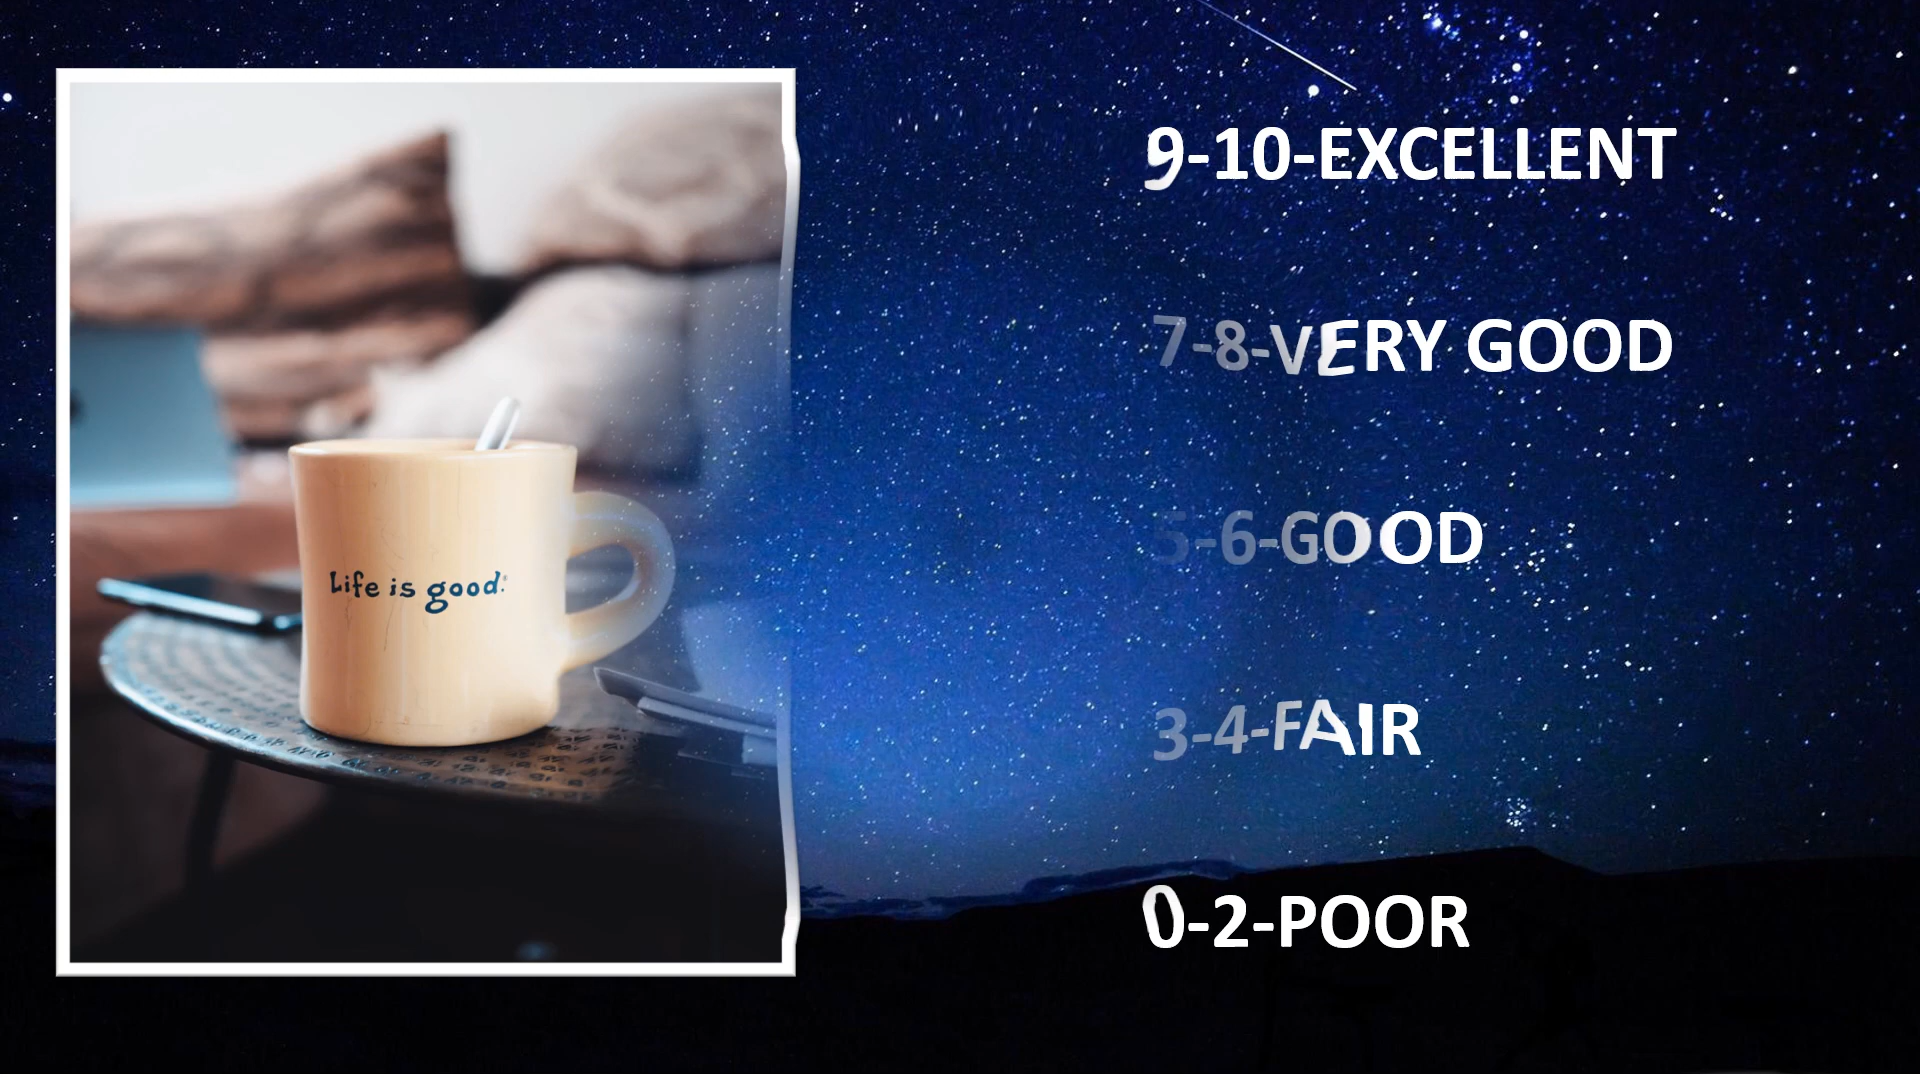 Life is good.
9-10-EXCELLENT
7-8-VERY GOOD
5-6-GOOD
3-4-FAIR
0-2-POOR